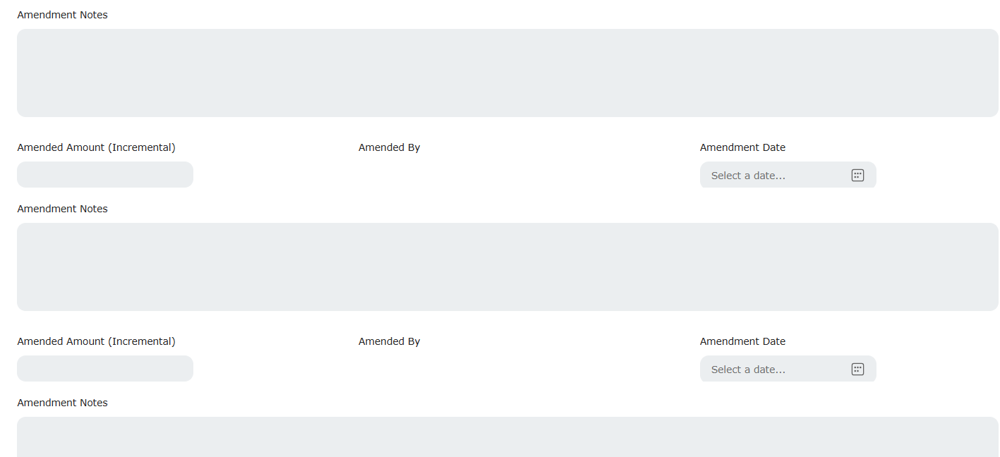 Amendment Notes
Amended Amount (Incremental) Amended By Amendment Date
Select a date...
Amendment Notes
Amended Amount (Incremental) Amended By Amendment Date
Select a date...
Amendment Notes